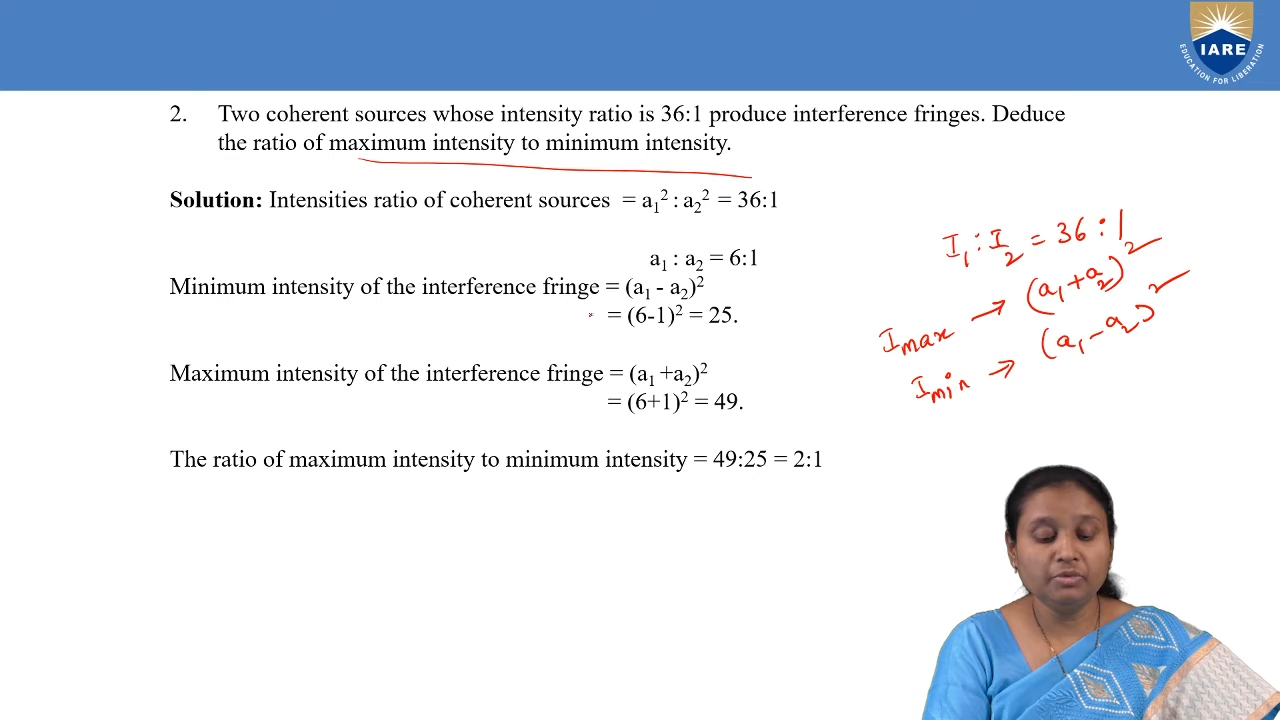 IARE
EDUCATION FOR LIBERATION
2. Two coherent sources whose intensity ratio is 36:1 produce interference fringes. Deduce
the ratio of maximum intensity to minimum intensity.
Solution: Intensities ratio of coherent sources = a₁² : a₂² = 36:1
a₁ : a₂ = 6:1
Minimum intensity of the interference fringe = (a₁ - a₂)²
= (6-1)² = 25.
Maximum intensity of the interference fringe = (a₁ +a₂)²
= (6+1)² = 49.
The ratio of maximum intensity to minimum intensity = 49:25 = 2:1
I₁ : I₂ = 36 : 1
Imax → (a₁+a₂)²
Imin → (a₁-a₂)²